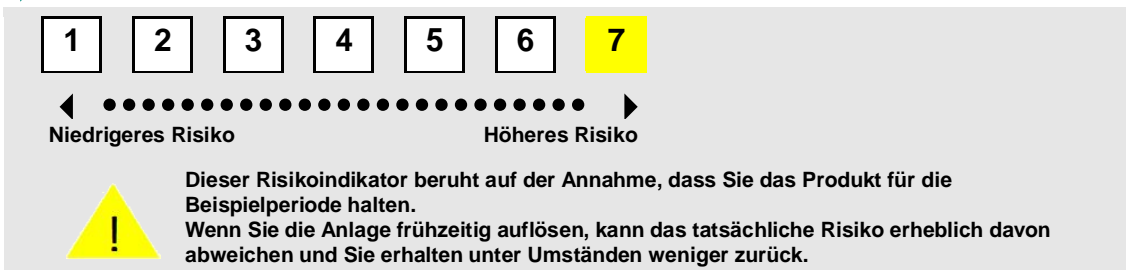 1 2 3 4 5 6 7
Niedrigeres Risiko Höheres Risiko
Dieser Risikoindikator beruht auf der Annahme, dass Sie das Produkt für die
Beispielperiode halten.
Wenn Sie die Anlage frühzeitig auflösen, kann das tatsächliche Risiko erheblich davon
abweichen und Sie erhalten unter Umständen weniger zurück.
!